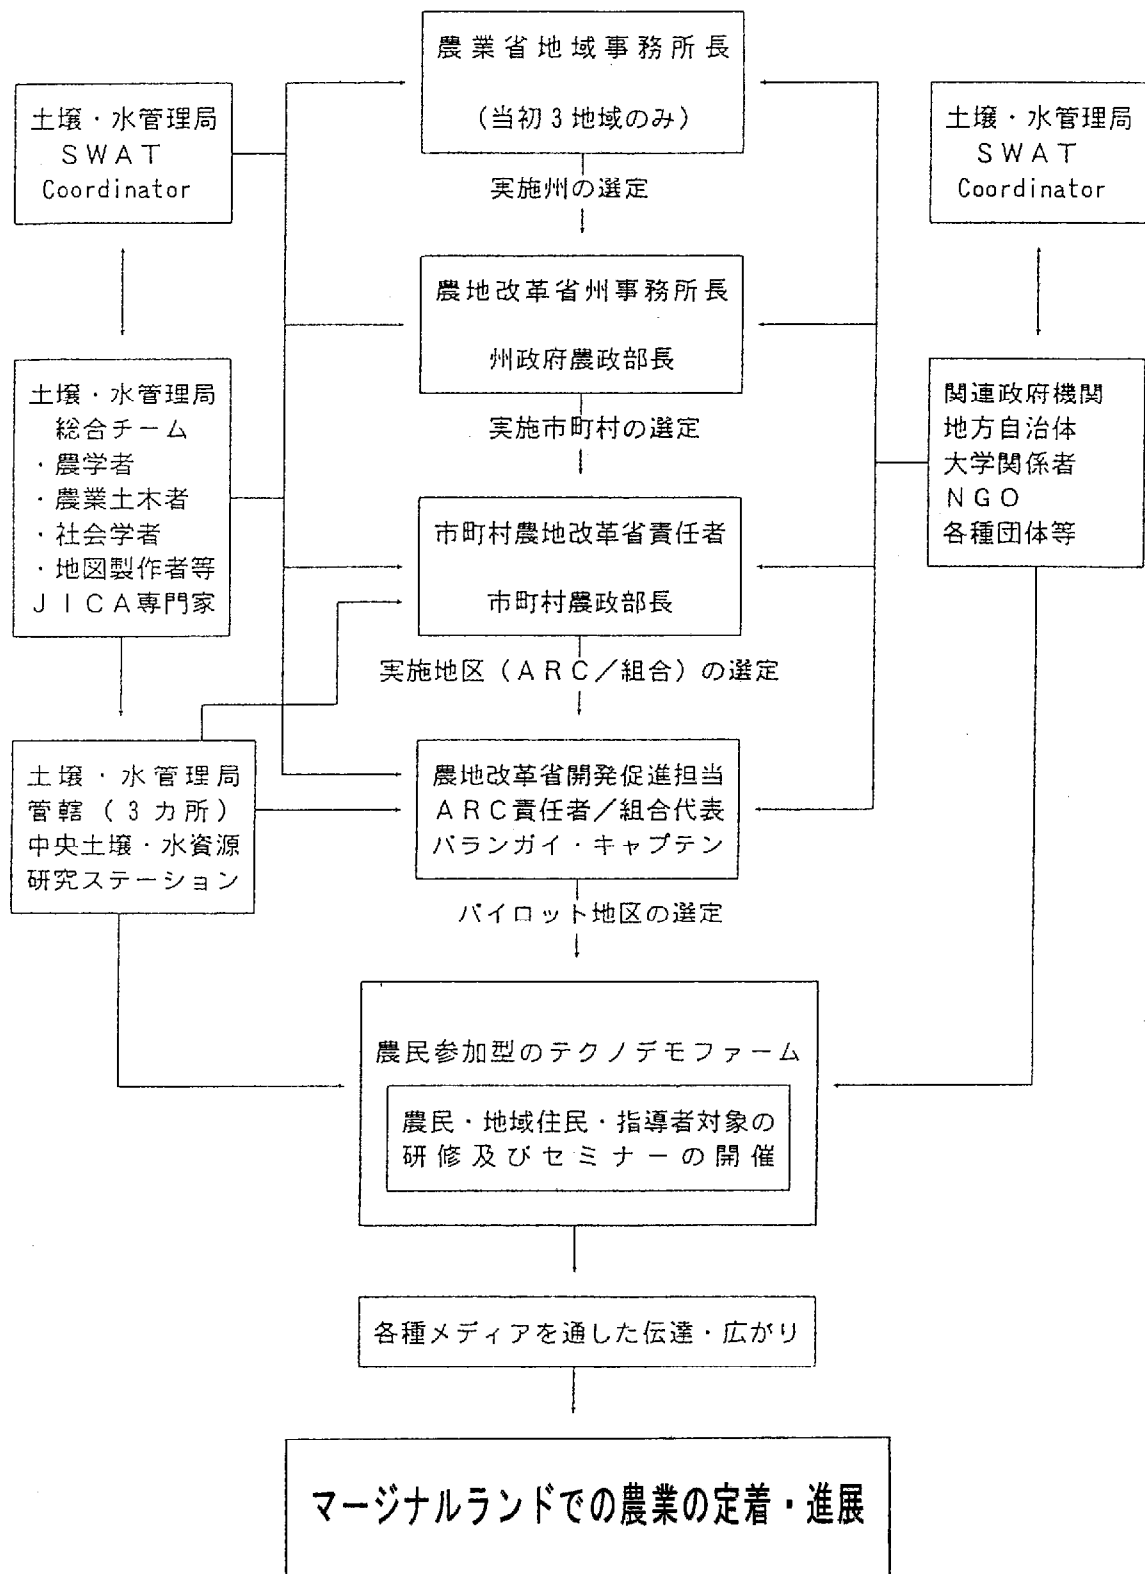 農業省地域事務所長
(当初3地域のみ)
土壌・水管理局
SWAT
Coordinator
土壌・水管理局
SWAT
Coordinator
実施州の選定
農地改革省州事務所長
州政府農政部長
土壌・水管理局
総合チーム
・農学者
・農業土木者
・社会学者
・地図製作者等
JICA専門家
関連政府機関
地方自治体
大学関係者
NGO
各種団体等
実施市町村の選定
市町村農地改革省責任者
市町村農政部長
実施地区(ARC/組合)の選定
土壌・水管理局
管轄(3カ所)
中央土壌・水資源
研究ステーション
農地改革省開発促進担当
ARC責任者/組合代表
バランガイ・キャプテン
パイロット地区の選定
農民参加型のテクノデモファーム
農民・地域住民・指導者対象の
研修及びセミナーの開催
各種メディアを通した伝達・広がり
マージナルランドでの農業の定着・進展